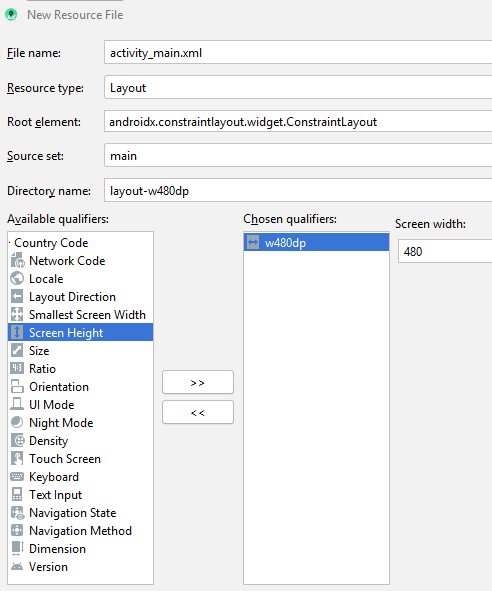 New Resource File
File name: activity_main.xml
Resource type: Layout
Root element: androidx.constraintlayout.widget.ConstraintLayout
Source set: main
Directory name: layout-w480dp
Available qualifiers:
Country Code
Network Code
Locale
Layout Direction
Smallest Screen Width
Screen Height
Size
Ratio
Orientation
UI Mode
Night Mode
Density
Touch Screen
Keyboard
Text Input
Navigation State
Navigation Method
Dimension
Version
>>
<<
Chosen qualifiers:
w480dp
Screen width:
480